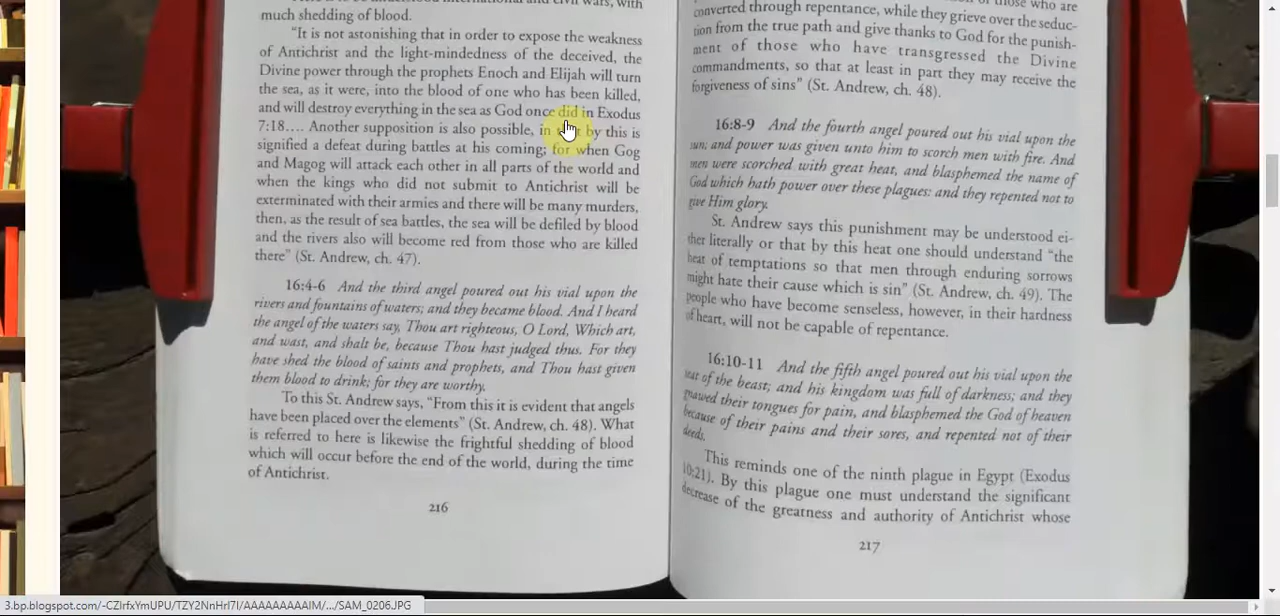 much shedding of blood.
"It is not astonishing that in order to expose the weakness
of Antichrist and the light-mindedness of the deceived, the
Divine power through the prophets Enoch and Elijah will turn
the sea, as it were, into the blood of one who has been killed,
and will destroy everything in the sea as God once did in Exodus
7:18.... Another supposition is also possible, in that by this is
signified a defeat during battles at his coming; for when Gog
and Magog will attack each other in all parts of the world and
when the kings who did not submit to Antichrist will be
exterminated with their armies and there will be many murders,
then, as the result of sea battles, the sea will be defiled by blood
and the rivers also will become red from those who are killed
there" (St. Andrew, ch. 47).
16:4-6 And the third angel poured out his vial upon the
rivers and fountains of waters; and they became blood. And I heard
the angel of the waters say, Thou art righteous, O Lord, Which art,
and wast, and shalt be, because Thou hast judged thus. For they
have shed the blood of saints and prophets, and Thou hast given
them blood to drink; for they are worthy.
To this St. Andrew says, "From this it is evident that angels
have been placed over the elements" (St. Andrew, ch. 48). What
is referred to here is likewise the frightful shedding of blood
which will occur before the end of the world, during the time
of Antichrist.
216
those who are
converted through repentance, while they grieve over the seduc-
tion from the true path and give thanks to God for the punish-
ment of those who have transgressed the Divine
commandments, so that at least in part they may receive the
forgiveness of sins" (St. Andrew, ch. 48).
16:8-9 And the fourth angel poured out his vial upon the
sun; and power was given unto him to scorch men with fire. And
men were scorched with great heat, and blasphemed the name of
God which hath power over these plagues: and they repented not to
give Him glory.
St. Andrew says this punishment may be understood ei-
ther literally or that by this heat one should understand "the
heat of temptations so that men through enduring sorrows
might hate their cause which is sin" (St. Andrew, ch. 49). The
people who have become senseless, however, in their hardness
of heart, will not be capable of repentance.
16:10-11 And the fifth angel poured out his vial upon the
seat of the beast; and his kingdom was full of darkness; and they
gnawed their tongues for pain, and blasphemed the God of heaven
because of their pains and their sores, and repented not of their
deeds.
This reminds one of the ninth plague in Egypt (Exodus
10:21). By this plague one must understand the significant
decrease of the greatness and authority of Antichrist whose
217
3.bp.blogspot.com/-CZIrfxYmUPU/TZY2NnHrl7I/AAAAAAAAAIM/.../SAM_0206.JPG